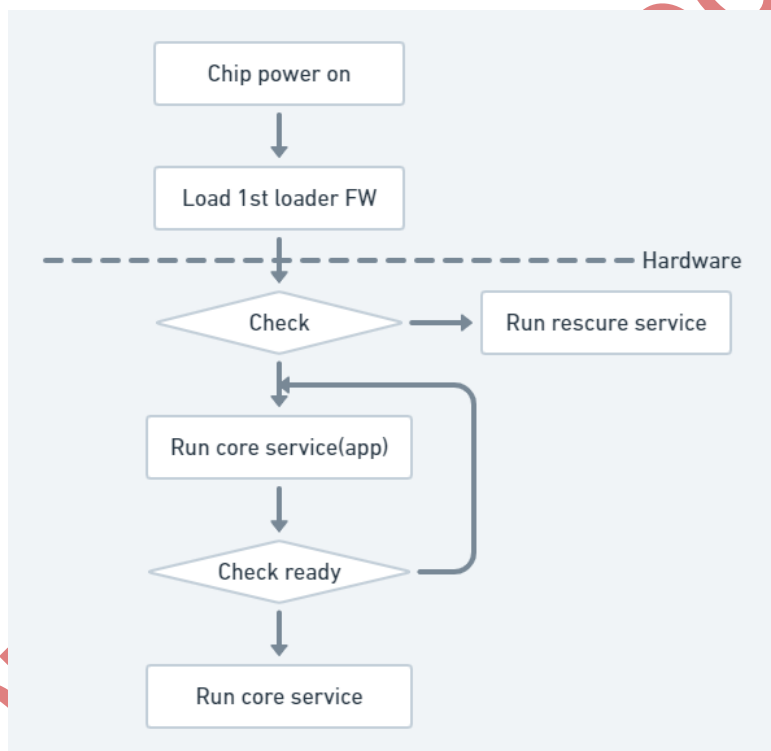 Chip power on
Load 1st loader FW
Hardware
Check
Run rescure service
Run core service(app)
Check ready
Run core service